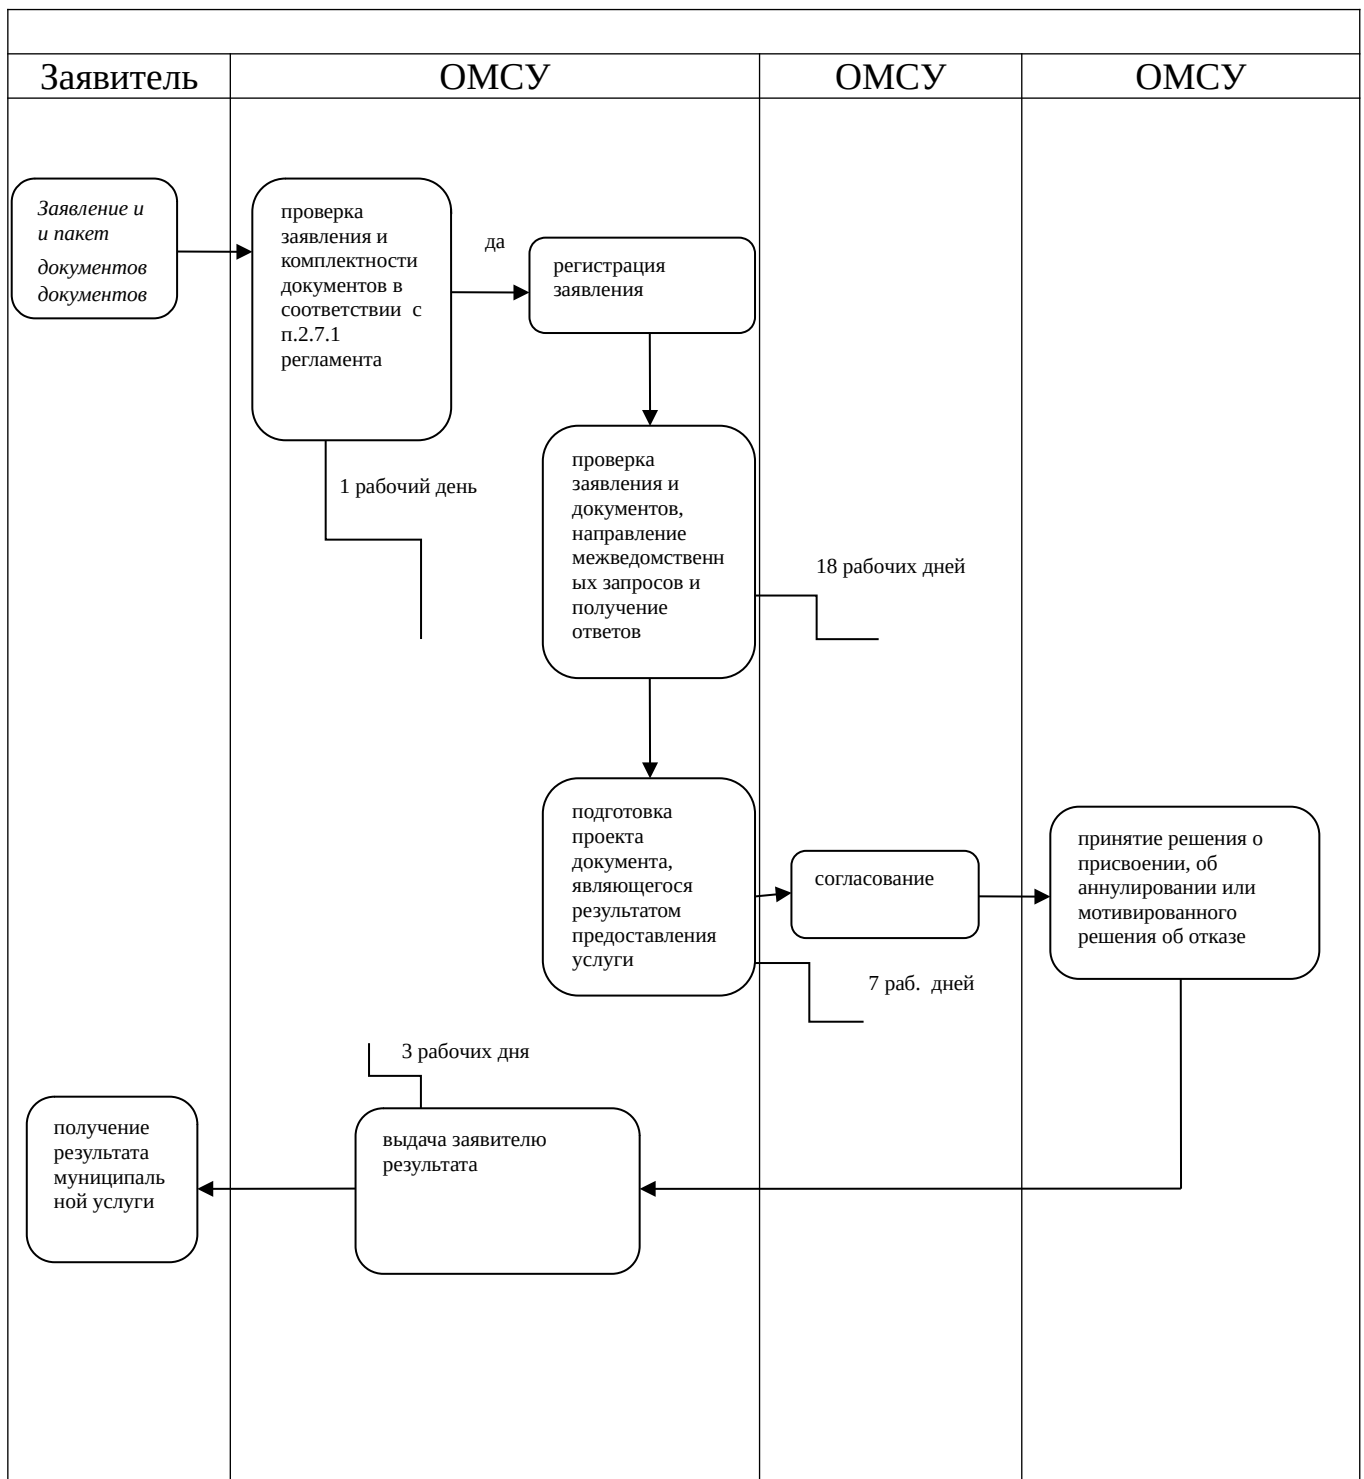 Заявитель
ОМСУ
ОМСУ
ОМСУ
Заявление и
и пакет
документов
документов
проверка
заявления и
комплектности
документов в
соответствии с
п.2.7.1
регламента
да
регистрация
заявления
1 рабочий день
проверка
заявления и
документов,
направление
межведомственн
ых запросов и
получение
ответов
18 рабочих дней
подготовка
проекта
документа,
являющегося
результатом
предоставления
услуги
согласование
принятие решения о
присвоении, об
аннулировании или
мотивированного
решения об отказе
7 раб. дней
3 рабочих дня
получение
результата
муниципаль
ной услуги
выдача заявителю
результата